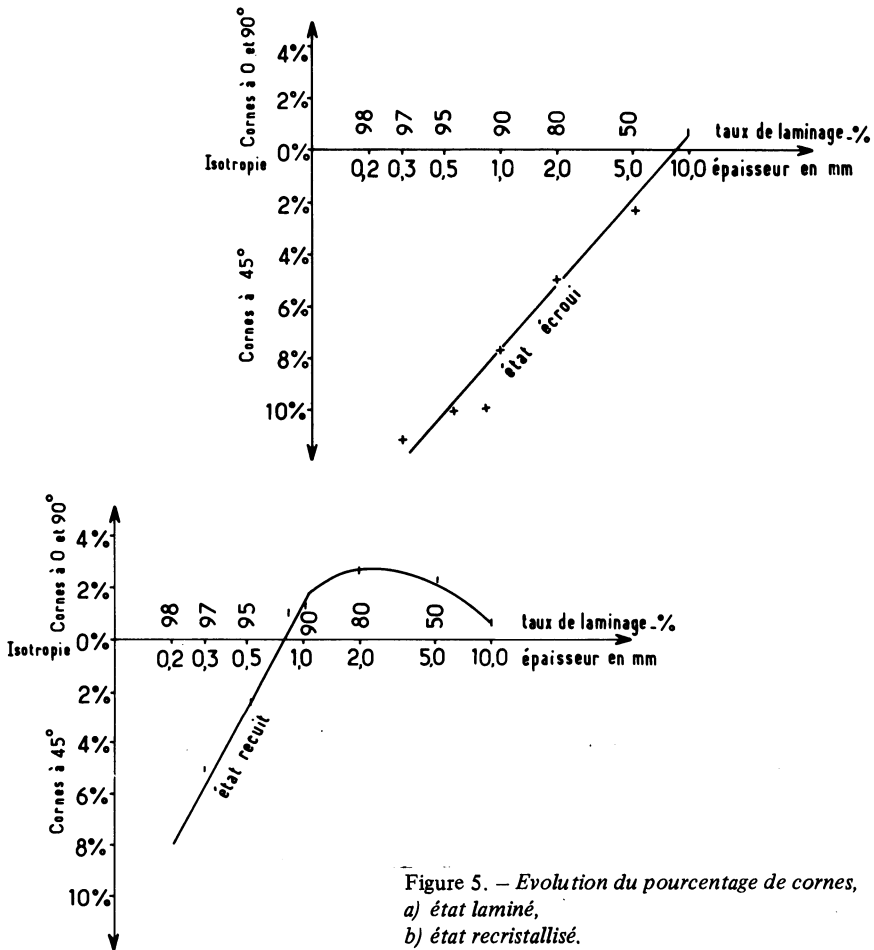 Cornes à 0 et 90°
4%
2%
98 97 95 90 80 50 taux de laminage-%
Isotropie 0% 0,2 0,3 0,5 1,0 2,0 5,0 10,0 épaisseur en mm
2%
4%
Cornes à 45°
6%
8%
10%
état écroui
Cornes à 0 et 90°
4%
2%
98 97 95 90 80 50 taux de laminage-%
Isotropie 0% 0,2 0,3 0,5 1,0 2,0 5,0 10,0 épaisseur en mm
2%
4%
Cornes à 45°
6%
8%
10%
état recuit
Figure 5. – Evolution du pourcentage de cornes,
a) état laminé,
b) état recristallisé.